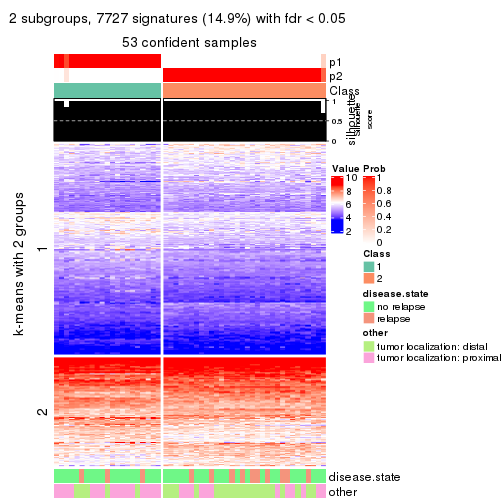 2 subgroups, 7727 signatures (14.9%) with fdr < 0.05
53 confident samples
p1
p2
Class
1
0.5
0
silhouette
score
k-means with 2 groups
1
2
disease.state
other
Value
10
8
6
4
2
Prob
1
0.8
0.6
0.4
0.2
0
Class
1
2
disease.state
no relapse
relapse
other
tumor localization: distal
tumor localization: proximal